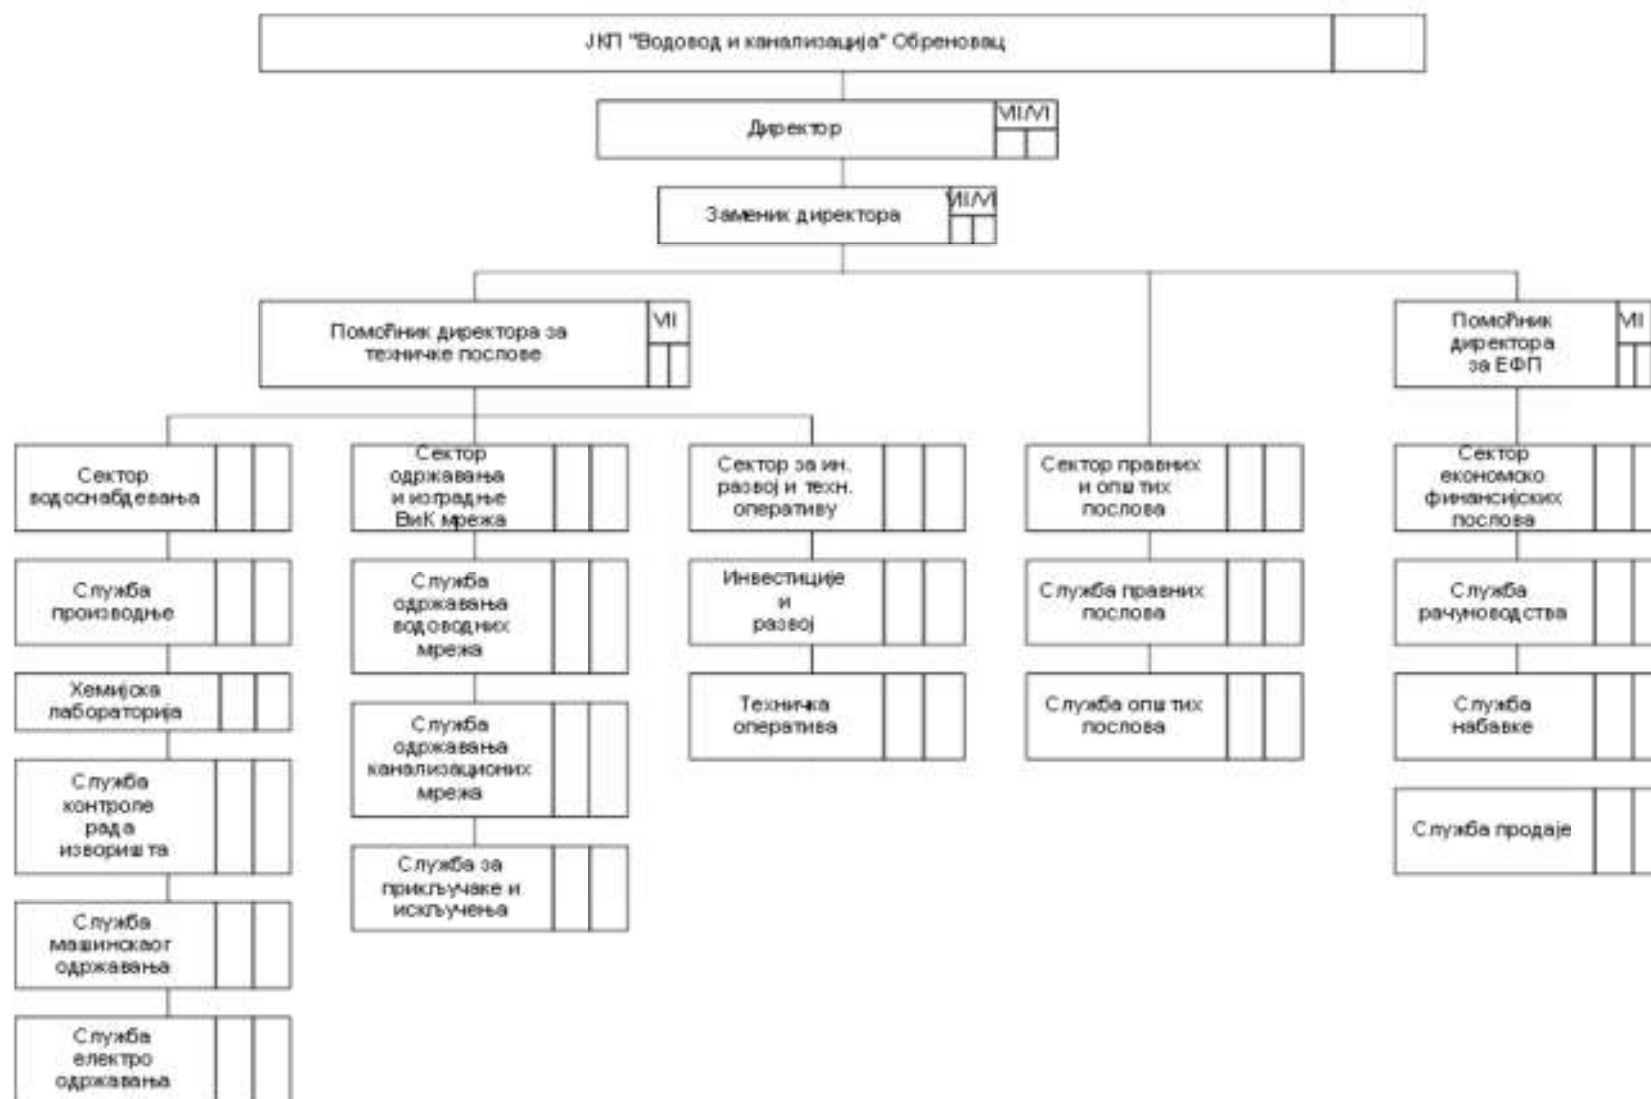 ЈКП "Водовод и канализација" Обреновац
Директор
VII/VI
Заменик директора
VII/VI
Помоћник директора за
техничке послове
VII
Помоћник
директора
за ЕФП
VII
Сектор
водоснабдевања
Сектор
одржавања
и изградње
ВиК мрежа
Сектор за ин.
развој и техн.
оперативу
Сектор правних
и општих
послова
Сектор
економско
финансијских
послова
Служба
производње
Служба
одржавања
водоводних
мрежа
Инвестиције
и
развој
Служба правних
послова
Служба
рачуноводства
Хемијска
лабораторија
Служба
одржавања
канализационих
мрежа
Техничка
оператива
Служба општих
послова
Служба
набавке
Служба
контроле
рада
изворишта
Служба за
прикључаке и
искључења
Служба продаје
Служба
машинскаог
одржавања
Служба
електро
одржавања